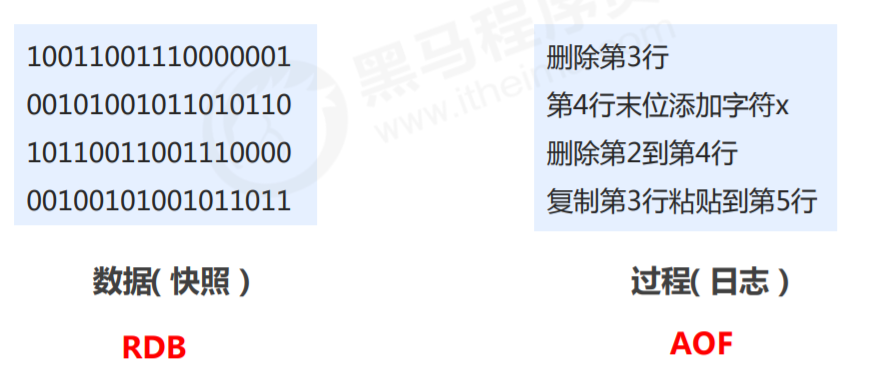 10011001110000001
00101001011010110
10110011001110000
00100101001011011
数据( 快照 )
RDB
删除第3行
第4行末位添加字符x
删除第2到第4行
复制第3行粘贴到第5行
过程( 日志 )
AOF
黑马程序员
www.itheima.com